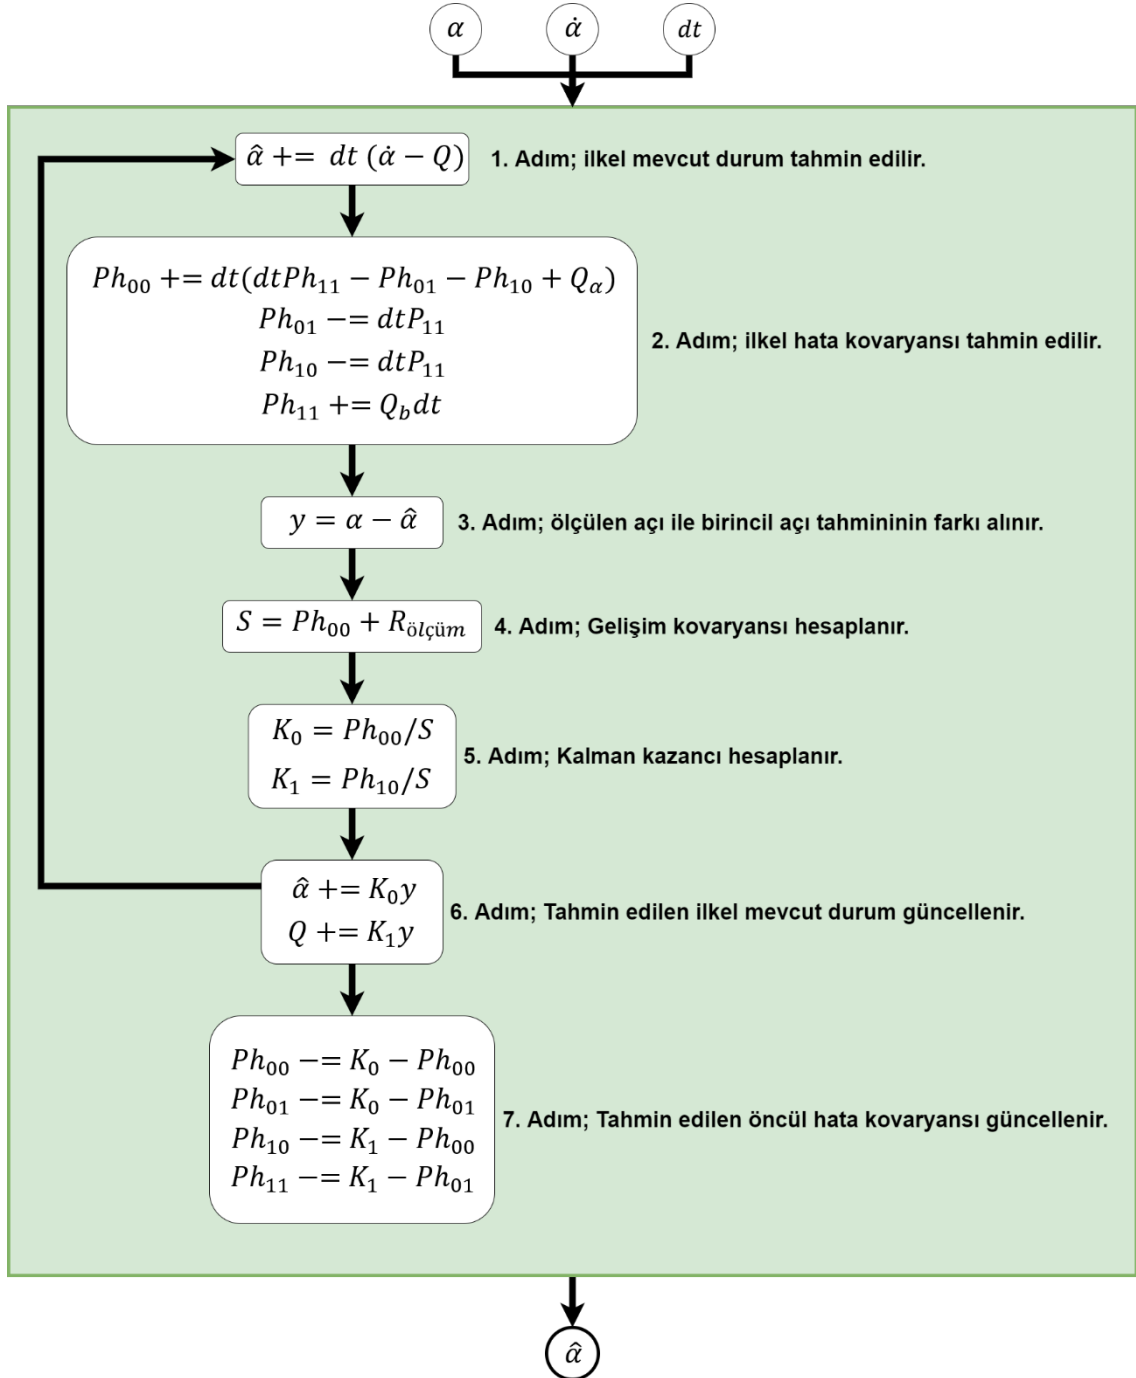 α α̇ dt
α̂ += dt (α̇ − Q)
1. Adım; ilkel mevcut durum tahmin edilir.
Ph₀₀ += dt(dtPh₁₁ − Ph₀₁ − Ph₁₀ + Qα)
Ph₀₁ −= dtP₁₁
Ph₁₀ −= dtP₁₁
Ph₁₁ += Q_b dt
2. Adım; ilkel hata kovaryansı tahmin edilir.
y = α − α̂
3. Adım; ölçülen açı ile birincil açı tahmininin farkı alınır.
S = Ph₀₀ + Rölçüm
4. Adım; Gelişim kovaryansı hesaplanır.
K₀ = Ph₀₀/S
K₁ = Ph₁₀/S
5. Adım; Kalman kazancı hesaplanır.
α̂ += K₀y
Q += K₁y
6. Adım; Tahmin edilen ilkel mevcut durum güncellenir.
Ph₀₀ −= K₀ − Ph₀₀
Ph₀₁ −= K₀ − Ph₀₁
Ph₁₀ −= K₁ − Ph₀₀
Ph₁₁ −= K₁ − Ph₀₁
7. Adım; Tahmin edilen öncül hata kovaryansı güncellenir.
α̂